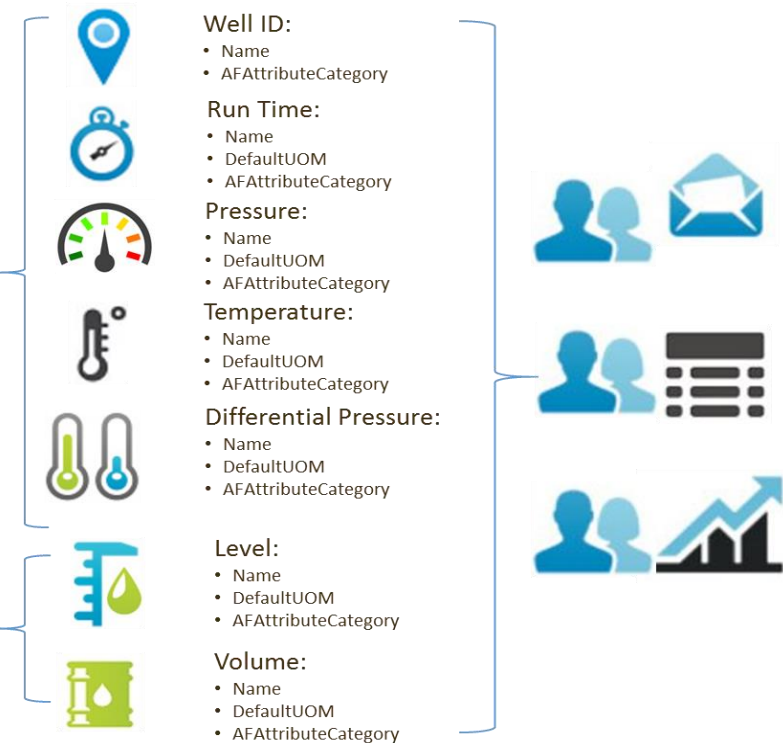 Well ID:
• Name
• AFAttributeCategory
Run Time:
• Name
• DefaultUOM
• AFAttributeCategory
Pressure:
• Name
• DefaultUOM
• AFAttributeCategory
Temperature:
• Name
• DefaultUOM
• AFAttributeCategory
Differential Pressure:
• Name
• DefaultUOM
• AFAttributeCategory
Level:
• Name
• DefaultUOM
• AFAttributeCategory
Volume:
• Name
• DefaultUOM
• AFAttributeCategory